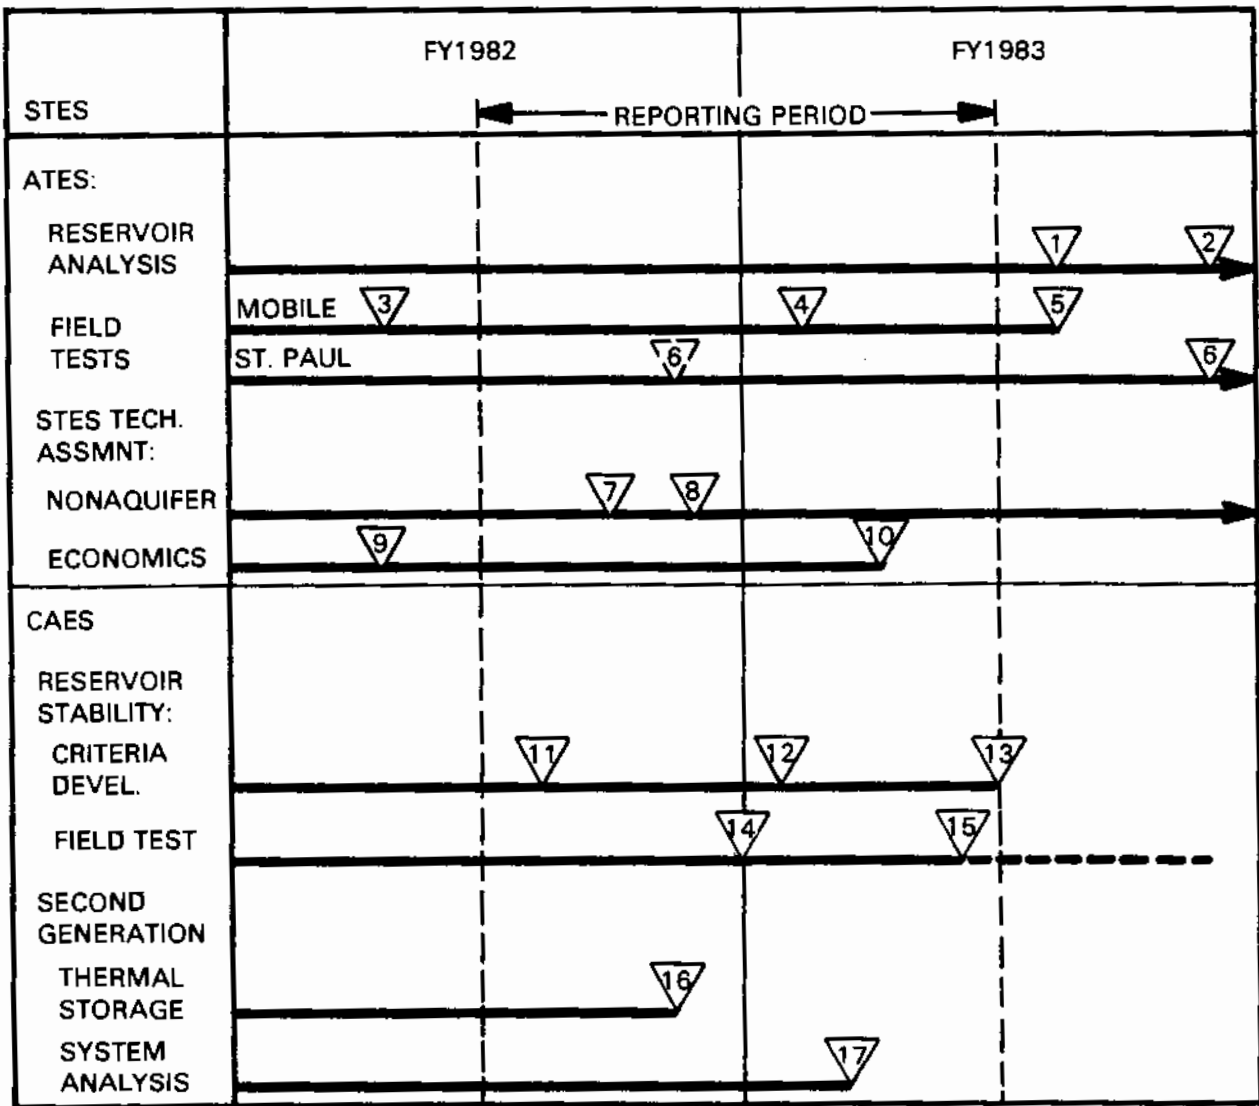 FY1982
FY1983
STES
REPORTING PERIOD
ATES:
RESERVOIR
ANALYSIS
1
2
FIELD
TESTS
MOBILE
3
4
5
ST. PAUL
6
6
STES TECH.
ASSMNT:
NONAQUIFER
7
8
ECONOMICS
9
10
CAES
RESERVOIR
STABILITY:
CRITERIA
DEVEL.
11
12
13
FIELD TEST
14
15
SECOND
GENERATION
THERMAL
STORAGE
16
SYSTEM
ANALYSIS
17